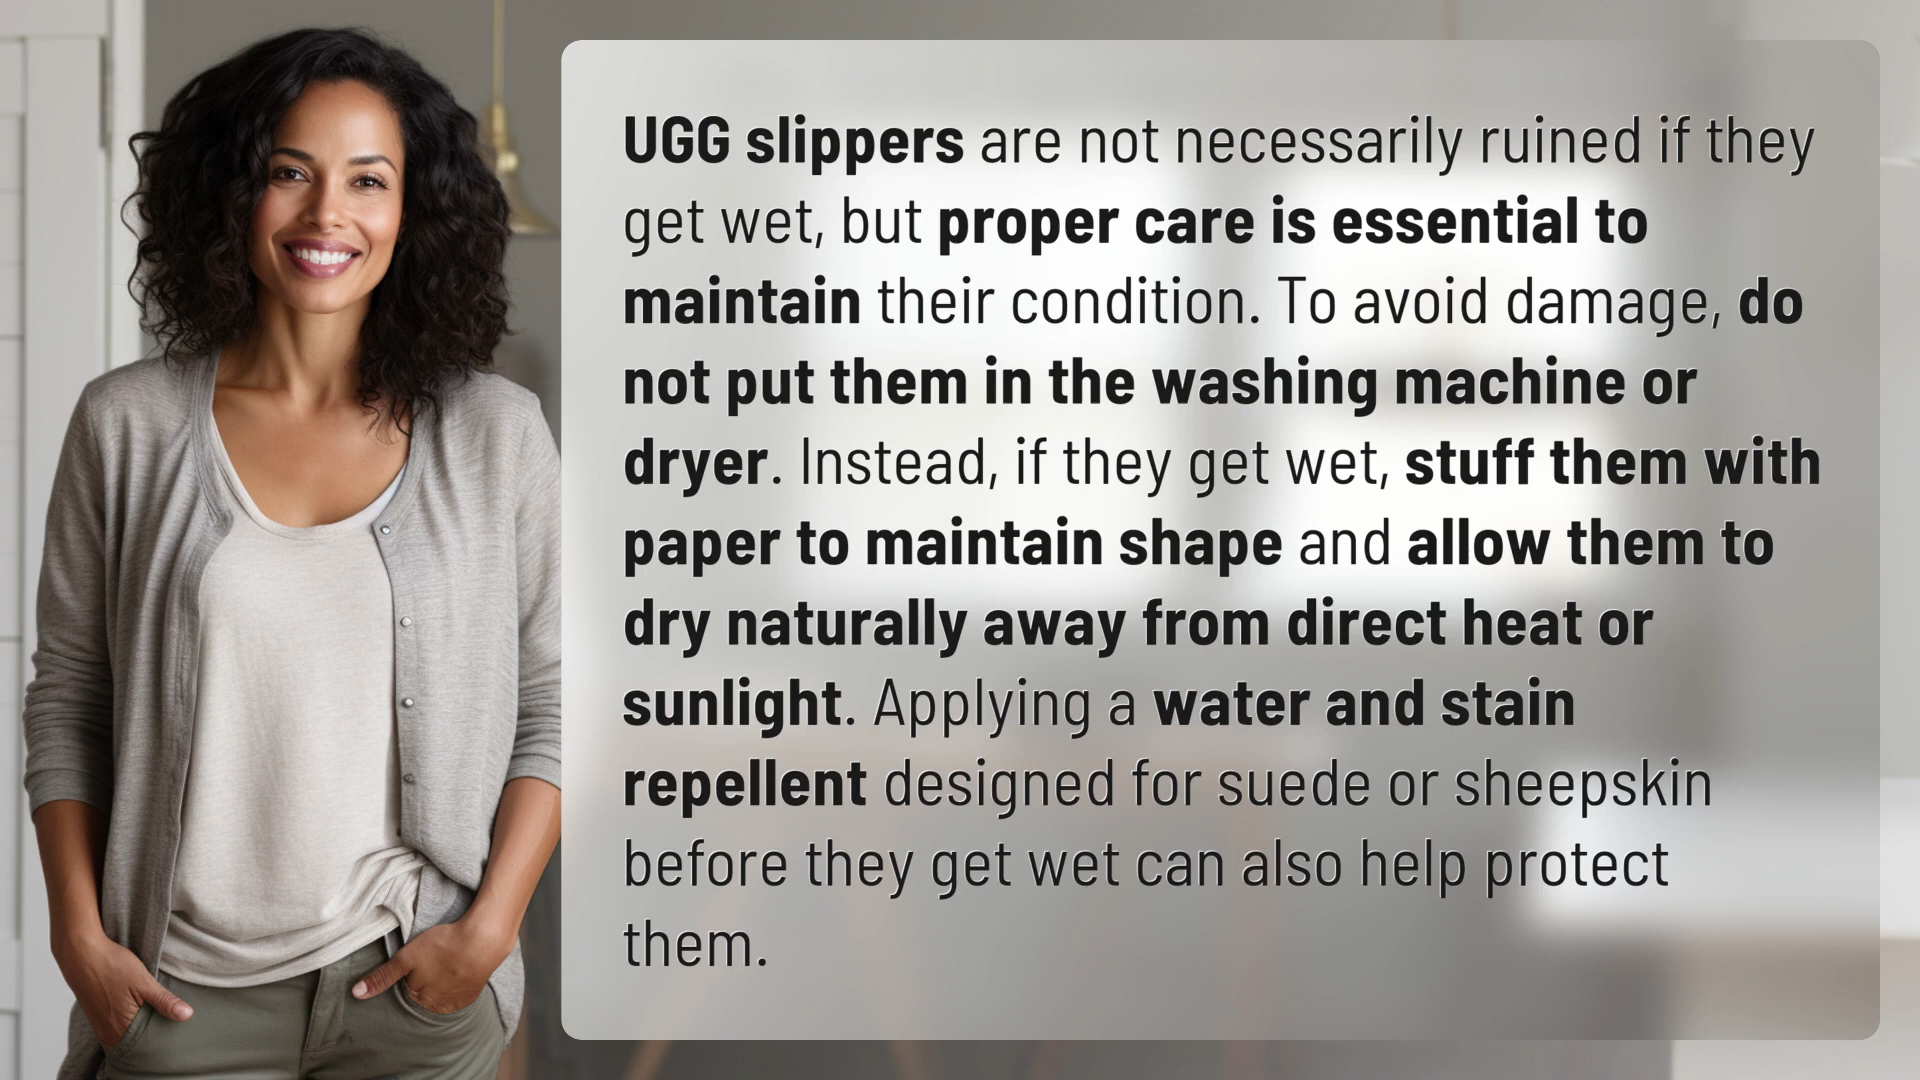 UGG slippers are not necessarily ruined if they
get wet, but proper care is essential to
maintain their condition. To avoid damage, do
not put them in the washing machine or
dryer. Instead, if they get wet, stuff them with
paper to maintain shape and allow them to
dry naturally away from direct heat or
sunlight. Applying a water and stain
repellent designed for suede or sheepskin
before they get wet can also help protect
them.